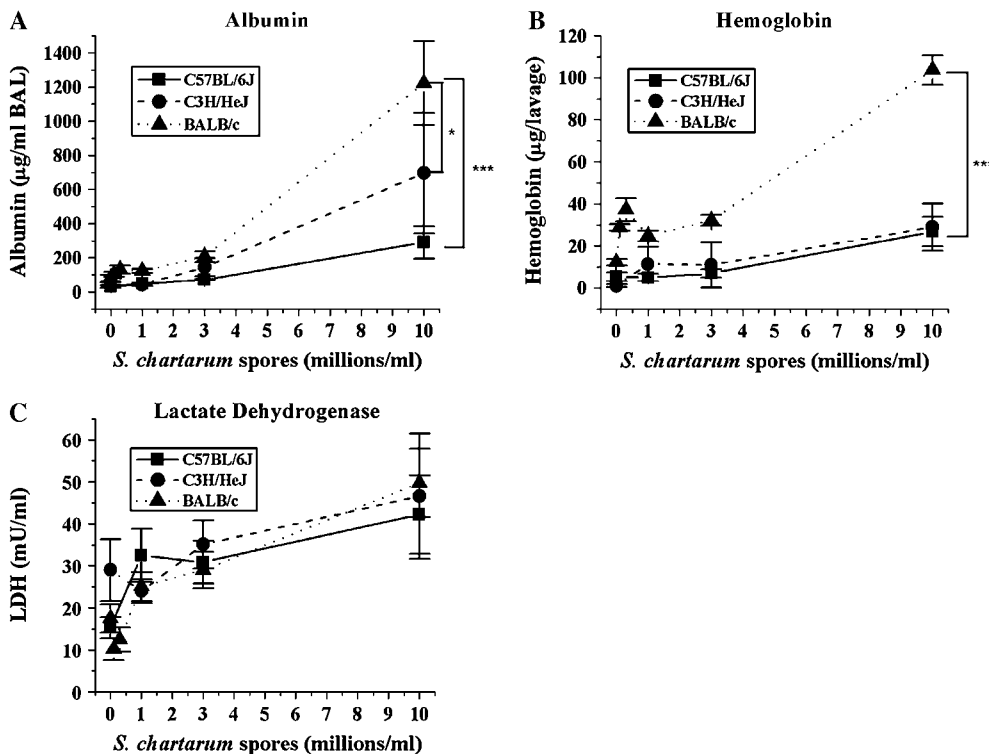 A
Albumin
Albumin (µg/ml BAL)
1400
1200
1000
800
600
400
200
0
C57BL/6J
C3H/HeJ
BALB/c
*
***
0 1 2 3 4 5 6 7 8 9 10
S. chartarum spores (millions/ml)
B
Hemoglobin
Hemoglobin (µg/lavage)
120
100
80
60
40
20
0
C57BL/6J
C3H/HeJ
BALB/c
***
0 1 2 3 4 5 6 7 8 9 10
S. chartarum spores (millions/ml)
C
Lactate Dehydrogenase
LDH (mU/ml)
60
50
40
30
20
10
0
C57BL/6J
C3H/HeJ
BALB/c
0 1 2 3 4 5 6 7 8 9 10
S. chartarum spores (millions/ml)